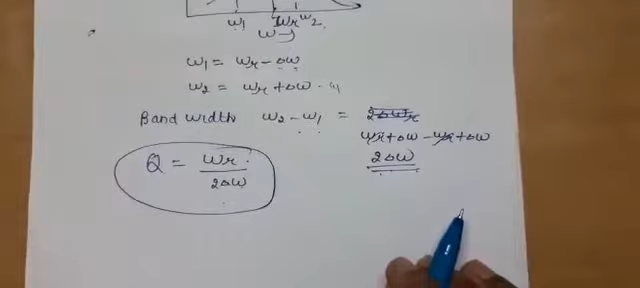 ω1 ωr ω2
ω→
ω1 = ωr - Δω
ω2 = ωr + Δω
Band width ω2 - ω1 = 2Δωr
ωr + Δω - ωr + Δω
2Δω
Q = ωr / 2Δω